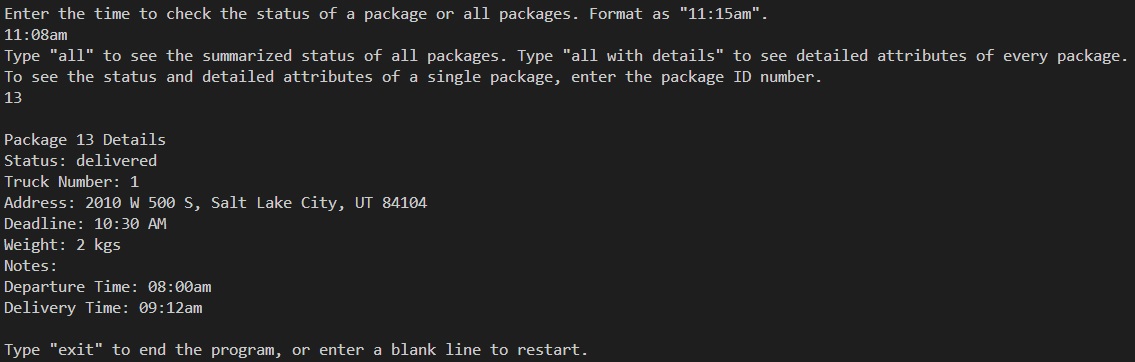 Enter the time to check the status of a package or all packages. Format as "11:15am".
11:08am
Type "all" to see the summarized status of all packages. Type "all with details" to see detailed attributes of every package.
To see the status and detailed attributes of a single package, enter the package ID number.
13
Package 13 Details
Status: delivered
Truck Number: 1
Address: 2010 W 500 S, Salt Lake City, UT 84104
Deadline: 10:30 AM
Weight: 2 kgs
Notes:
Departure Time: 08:00am
Delivery Time: 09:12am
Type "exit" to end the program, or enter a blank line to restart.